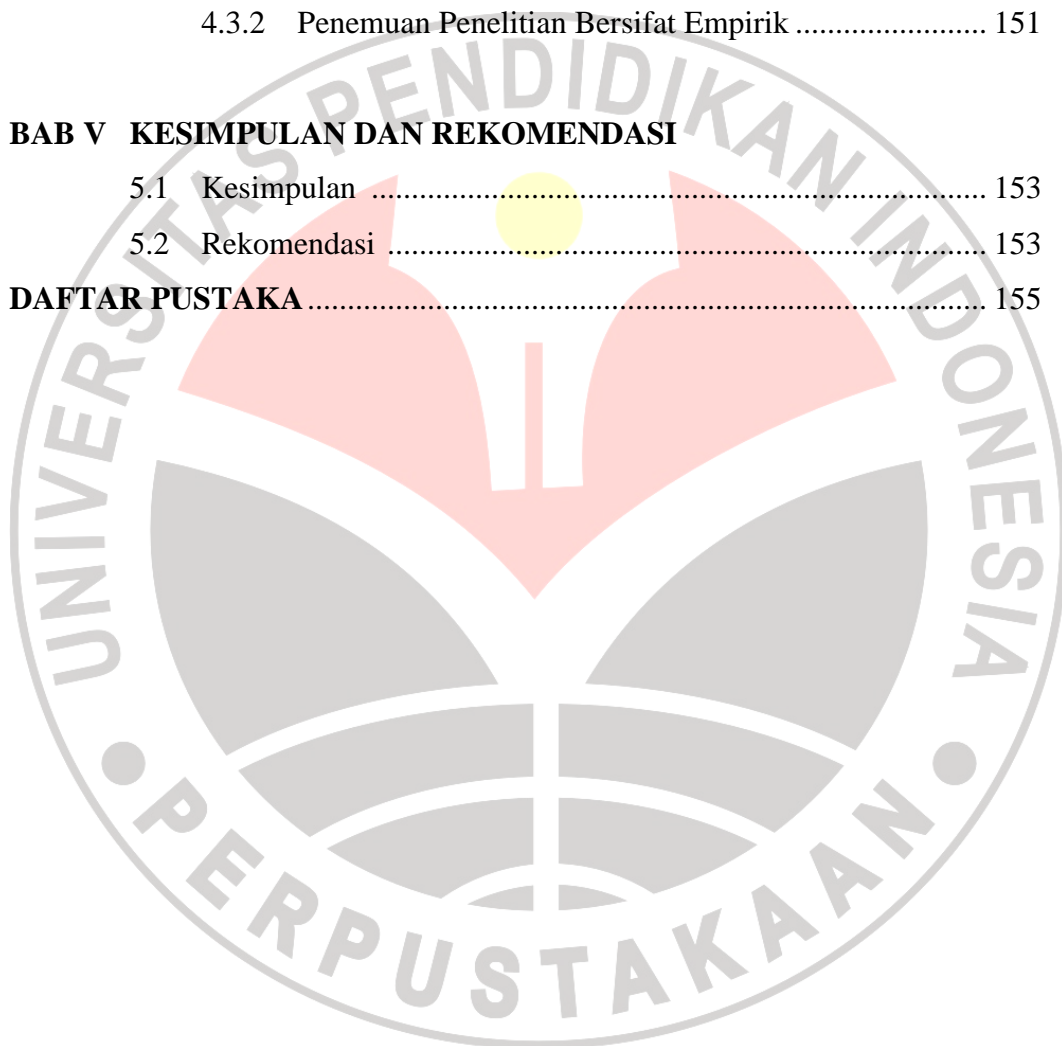 4.3.2 Penemuan Penelitian Bersifat Empirik ....................... 151
BAB V KESIMPULAN DAN REKOMENDASI
5.1 Kesimpulan .......................................................................... 153
5.2 Rekomendasi ........................................................................ 153
DAFTAR PUSTAKA .................................................................................. 155
UNIVERSITAS PENDIDIKAN INDONESIA
PERPUSTAKAAN